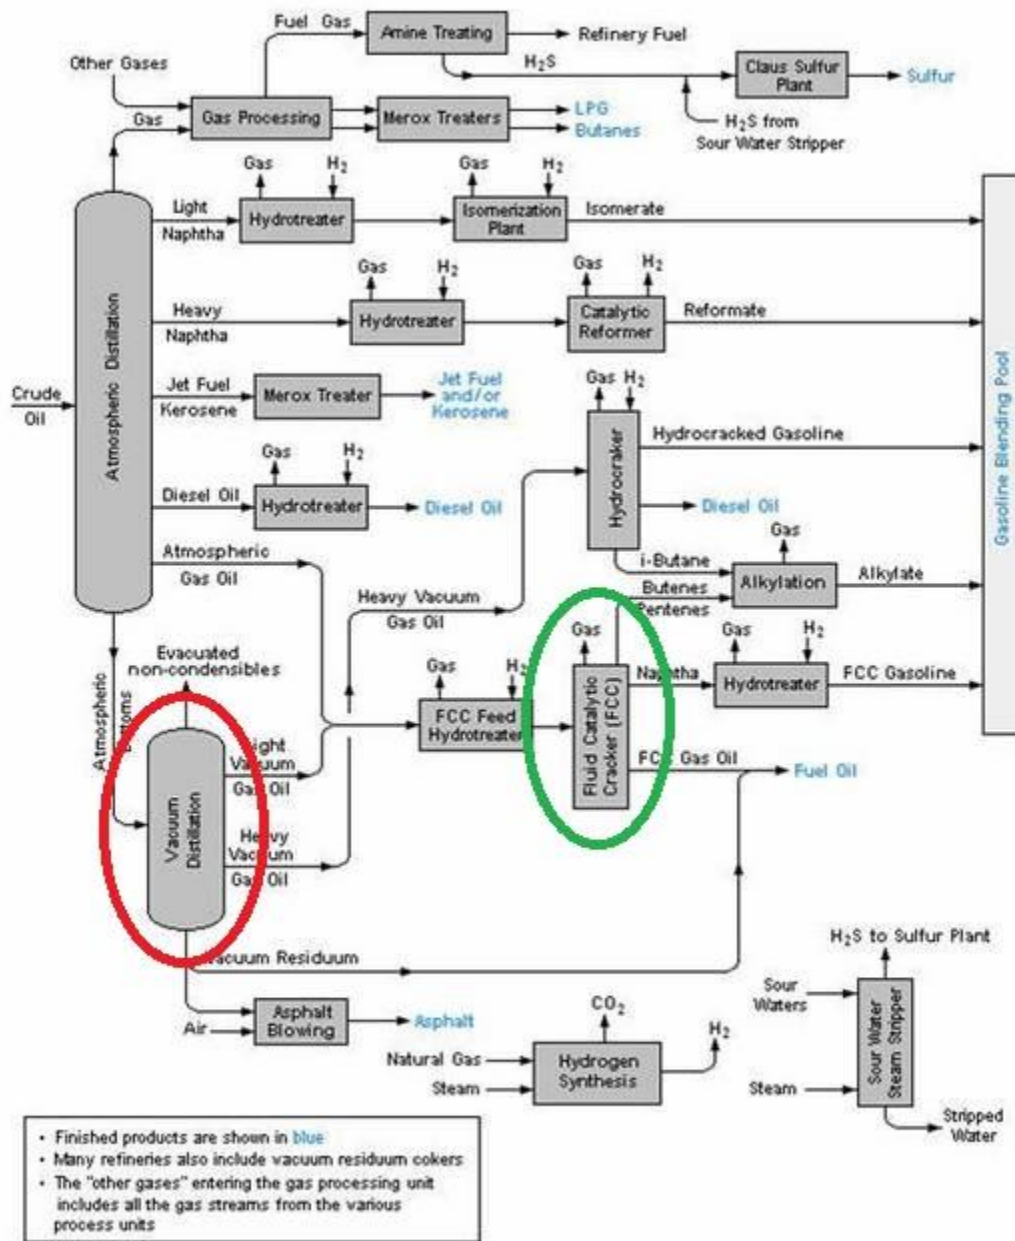 Fuel Gas
Amine Treating
Refinery Fuel
Other Gases
H2S
Claus Sulfur
Plant
Sulfur
Gas
Gas Processing
Merox Treaters
LPG
Butanes
H2S from
Sour Water Stripper
Gas
H2
Gas
H2
Light
Naphtha
Hydrotreater
Isomerization
Plant
Isomerate
Gas
H2
Gas
H2
Heavy
Naphtha
Hydrotreater
Catalytic
Reformer
Reformate
Atmospheric Distillation
Crude
Oil
Jet Fuel
Kerosene
Merox Treater
Jet Fuel
and/or
Kerosene
Gas
H2
Hydrocraker
Hydrocracked Gasoline
Gasoline Blending Pool
Gas
H2
Diesel Oil
Hydrotreater
Diesel Oil
Diesel Oil
Gas
Atmospheric
Gas Oil
i-Butane
Butenes
Pentenes
Alkylation
Alkylate
Heavy Vacuum
Gas Oil
Evacuated
non-condensibles
Gas
H2
Gas
Gas
H2
Atmospheric
Bottoms
FCC Feed
Hydrotreater
Fluid Catalytic
Cracker (FCC)
Naphtha
Hydrotreater
FCC Gasoline
Light
Vacuum
Gas Oil
FCC Gas Oil
Fuel Oil
Vacuum
Distillation
Heavy
Vacuum
Gas Oil
Vacuum Residuum
Air
Asphalt
Blowing
Asphalt
CO2
H2
Natural Gas
Steam
Hydrogen
Synthesis
H2S to Sulfur Plant
Sour
Waters
Sour Water
Steam Stripper
Steam
Stripped
Water
• Finished products are shown in blue
• Many refineries also include vacuum residuum cokers
• The "other gases" entering the gas processing unit
includes all the gas streams from the various
process units